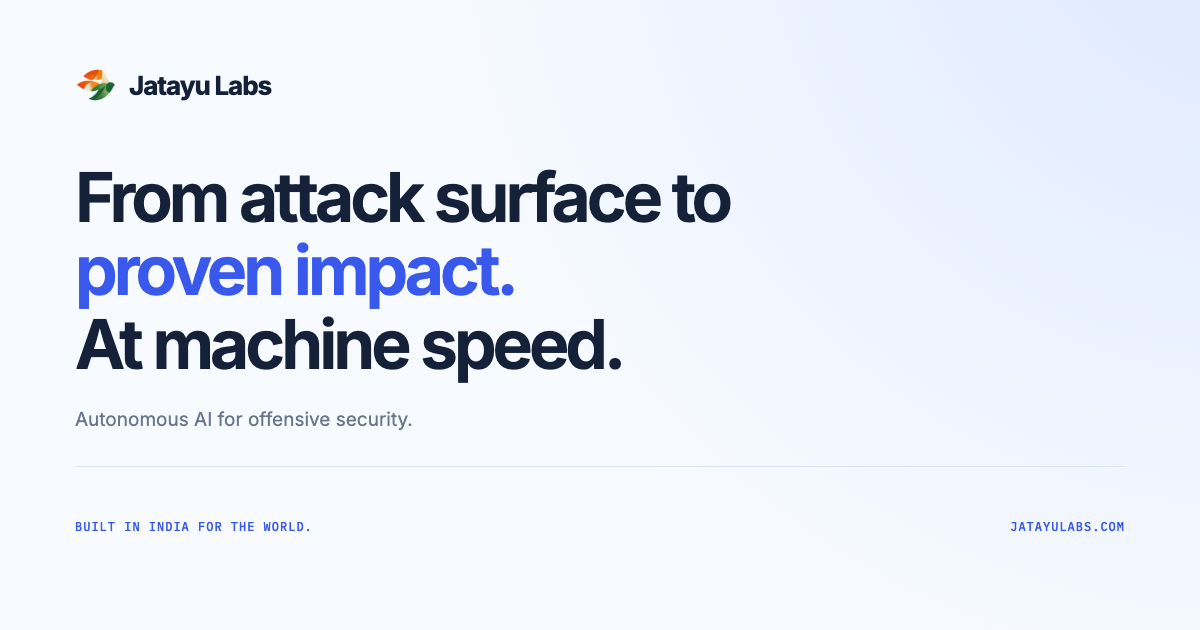 Jatayu Labs
From attack surface to
proven impact.
At machine speed.
Autonomous AI for offensive security.
BUILT IN INDIA FOR THE WORLD.
JATAYULABS.COM